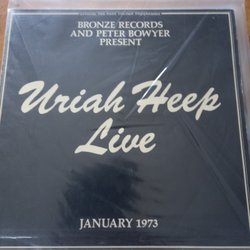 BRONZE RECORDS
AND PETER BOWYER
PRESENT
Uriah Heep
Live
JANUARY 1973